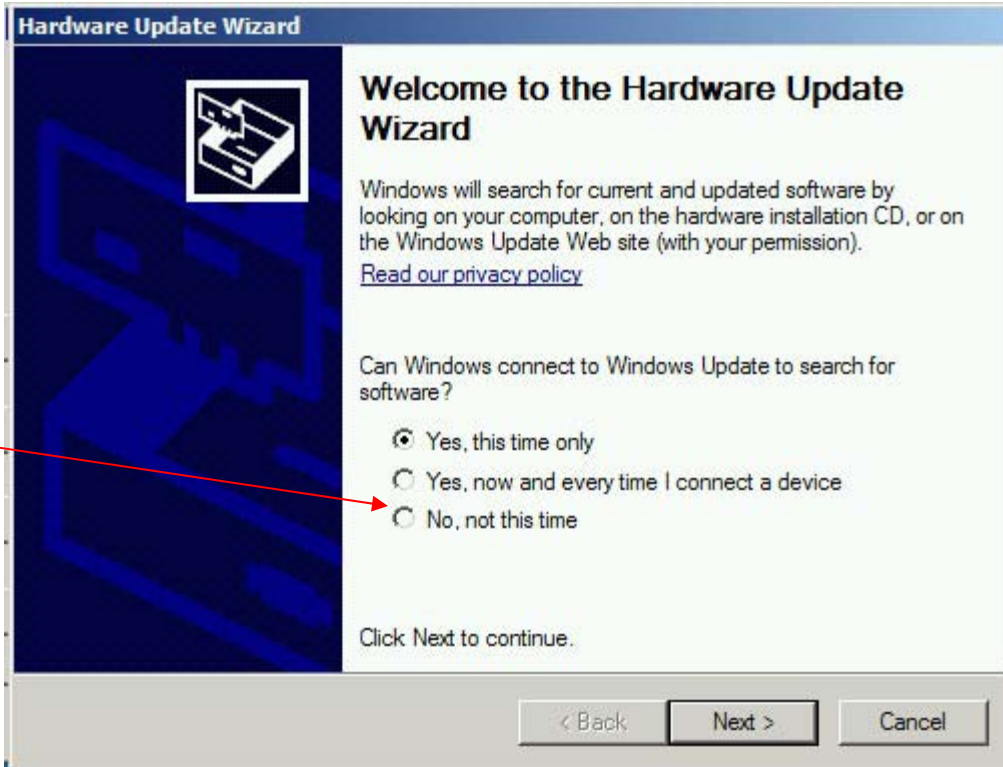 Hardware Update Wizard
Welcome to the Hardware Update
Wizard
Windows will search for current and updated software by
looking on your computer, on the hardware installation CD, or on
the Windows Update Web site (with your permission).
Read our privacy policy
Can Windows connect to Windows Update to search for
software?
Yes, this time only
Yes, now and every time I connect a device
No, not this time
Click Next to continue.
< Back
Next >
Cancel